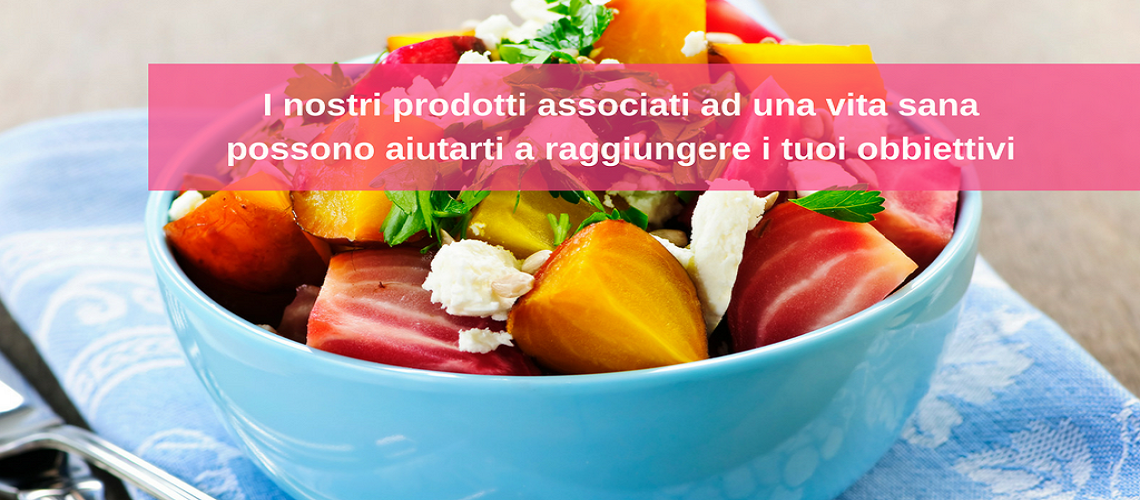 I nostri prodotti associati ad una vita sana
possono aiutarti a raggiungere i tuoi obbiettivi